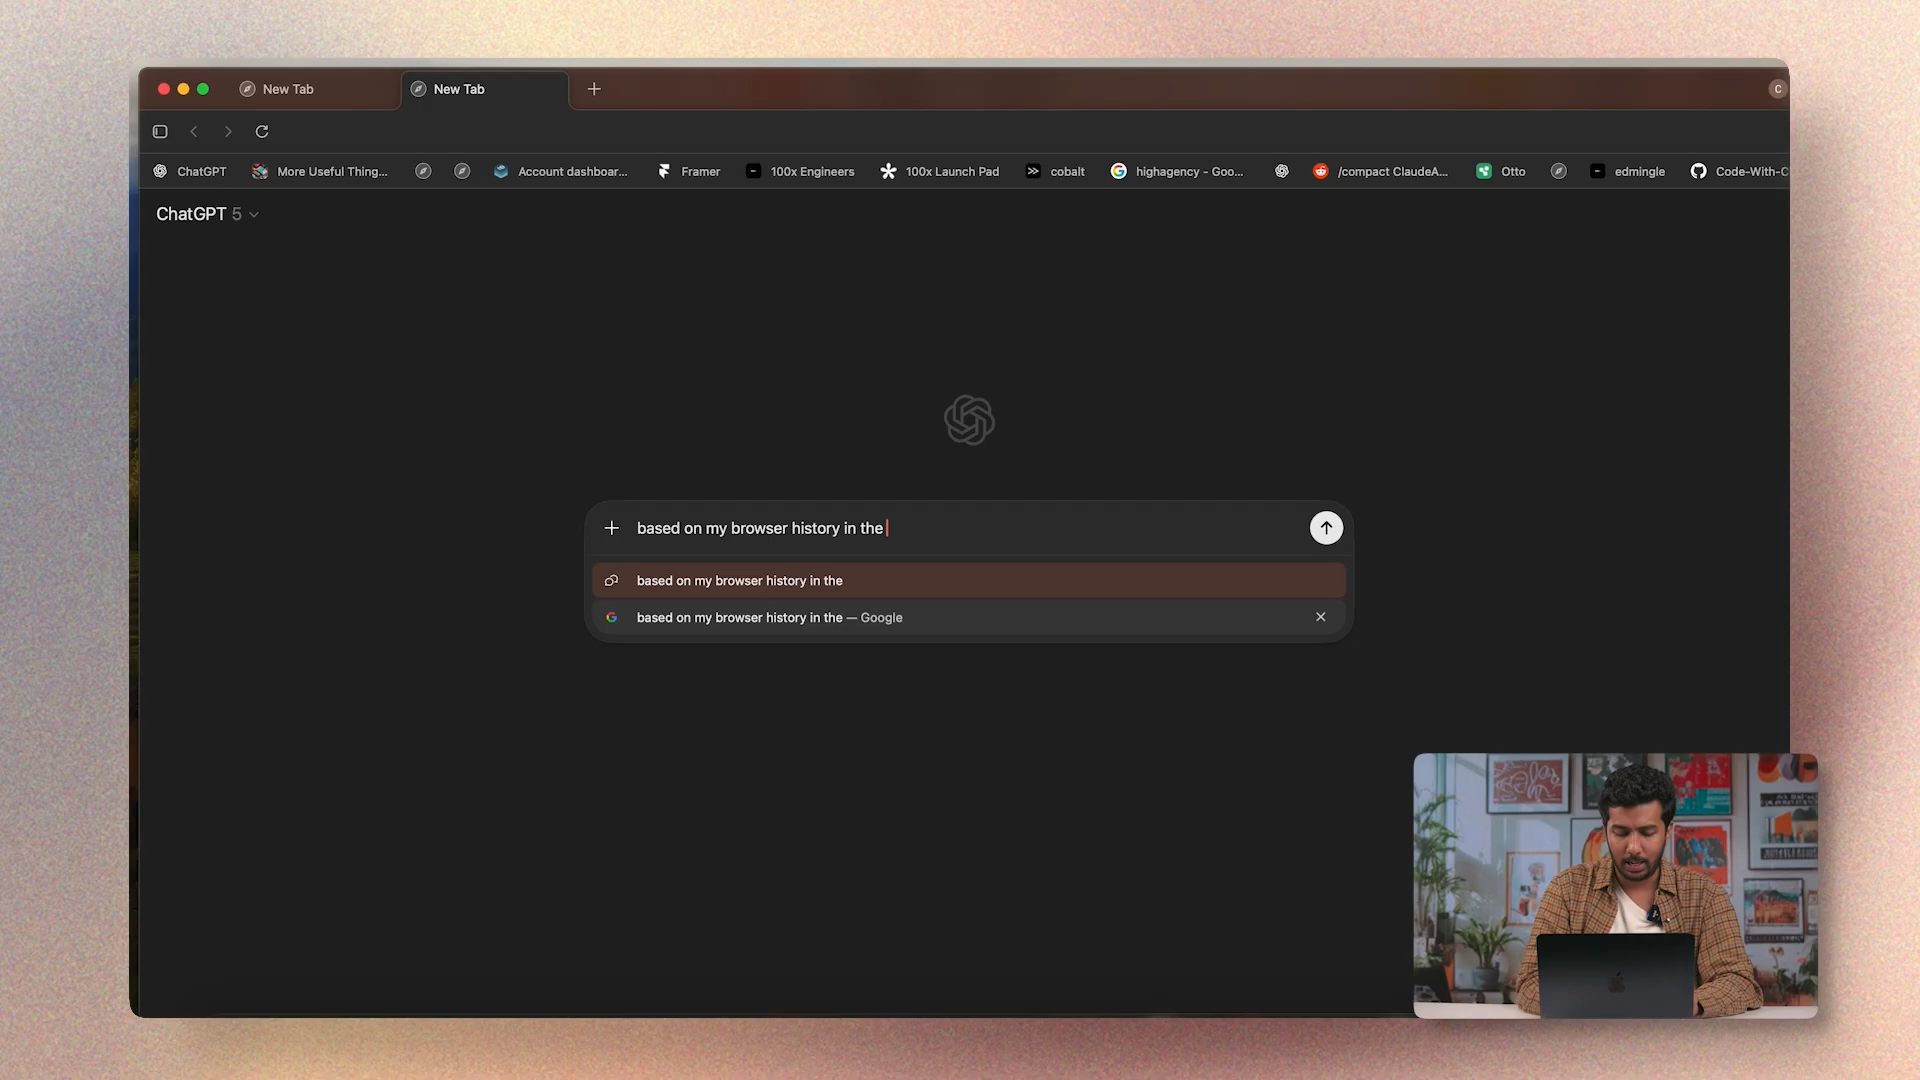 New Tab
New Tab
C
ChatGPT
More Useful Thing...
Account dashboar...
Framer
100x Engineers
100x Launch Pad
cobalt
highagency - Goo...
/compact ClaudeA...
Otto
edmingle
Code-With-C
ChatGPT 5
based on my browser history in the
based on my browser history in the
based on my browser history in the — Google